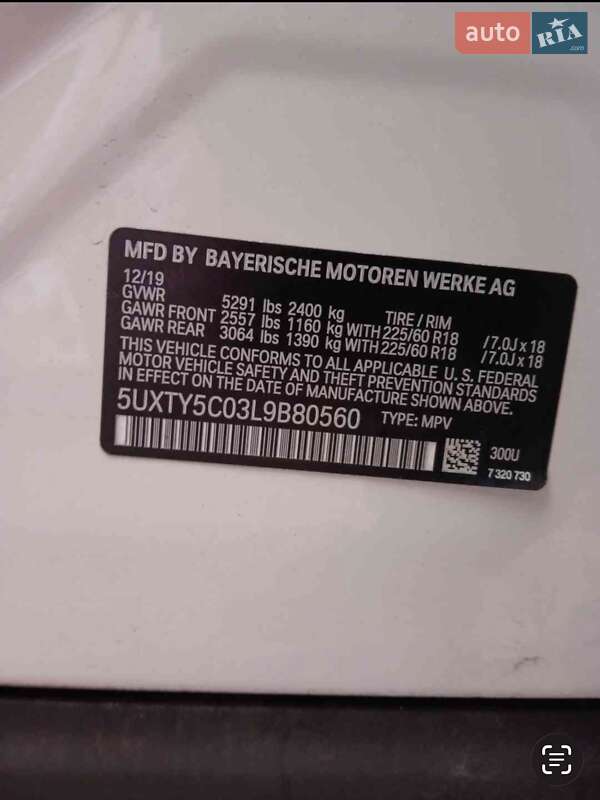 auto RIA.com
MFD BY BAYERISCHE MOTOREN WERKE AG
12/19
GVWR 5291 lbs 2400 kg TIRE / RIM
GAWR FRONT 2557 lbs 1160 kg WITH 225/60 R18 /7.0J x 18
GAWR REAR 3064 lbs 1390 kg WITH 225/60 R18 /7.0J x 18
THIS VEHICLE CONFORMS TO ALL APPLICABLE U.S. FEDERAL
MOTOR VEHICLE SAFETY AND THEFT PREVENTION STANDARDS
IN EFFECT ON THE DATE OF MANUFACTURE SHOWN ABOVE.
5UXTY5C03L9B80560 TYPE: MPV
300U
7 320 730